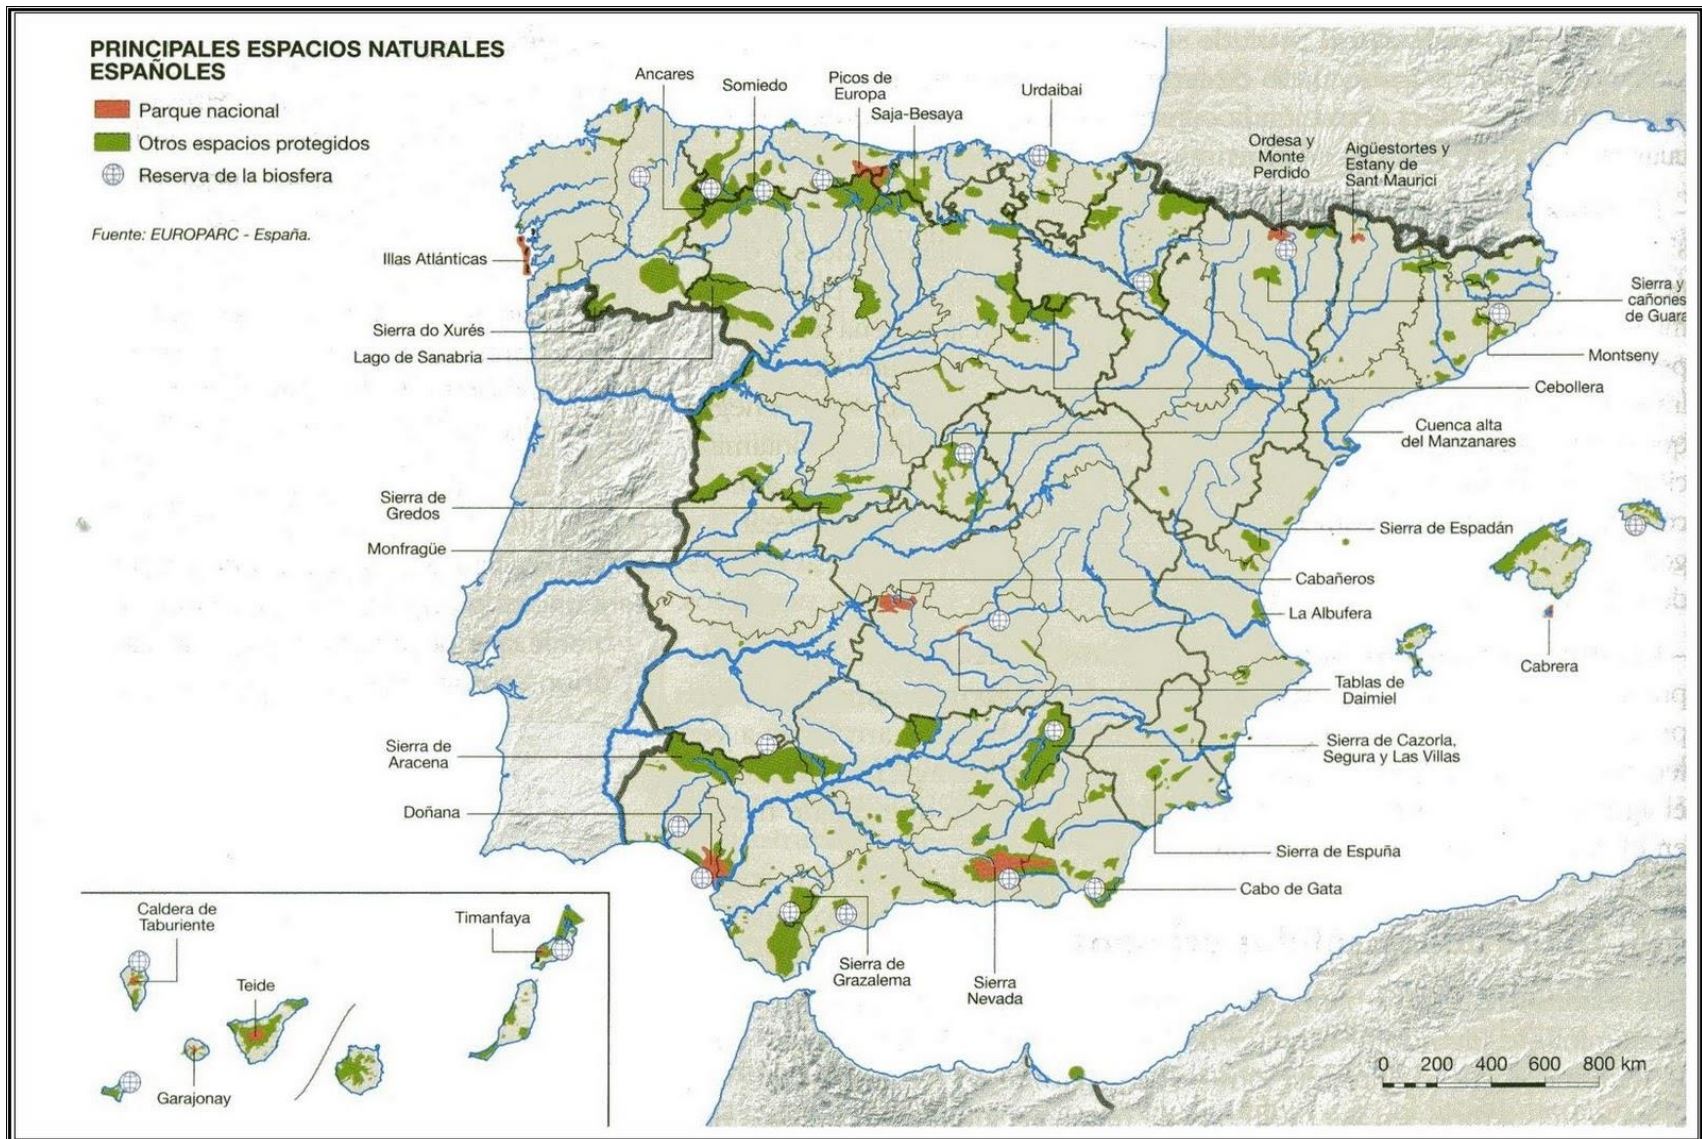 PRINCIPALES ESPACIOS NATURALES
ESPAÑOLES
Parque nacional
Otros espacios protegidos
Reserva de la biosfera
Fuente: EUROPARC - España.
Ancares
Somiedo
Picos de
Europa
Saja-Besaya
Urdaibai
Ordesa y
Monte
Perdido
Aigüestortes y
Estany de
Sant Maurici
Illas Atlánticas
Sierra do Xurés
Lago de Sanabria
Sierra y
cañones
de Guara
Montseny
Cebollera
Cuenca alta
del Manzanares
Sierra de
Gredos
Monfragüe
Sierra de Espadán
Cabañeros
La Albufera
Cabrera
Tablas de
Daimiel
Sierra de
Aracena
Sierra de Cazorla,
Segura y Las Villas
Doñana
Sierra de Espuña
Cabo de Gata
Sierra de
Grazalema
Sierra
Nevada
Caldera de
Taburiente
Timanfaya
Teide
Garajonay
0 200 400 600 800 km